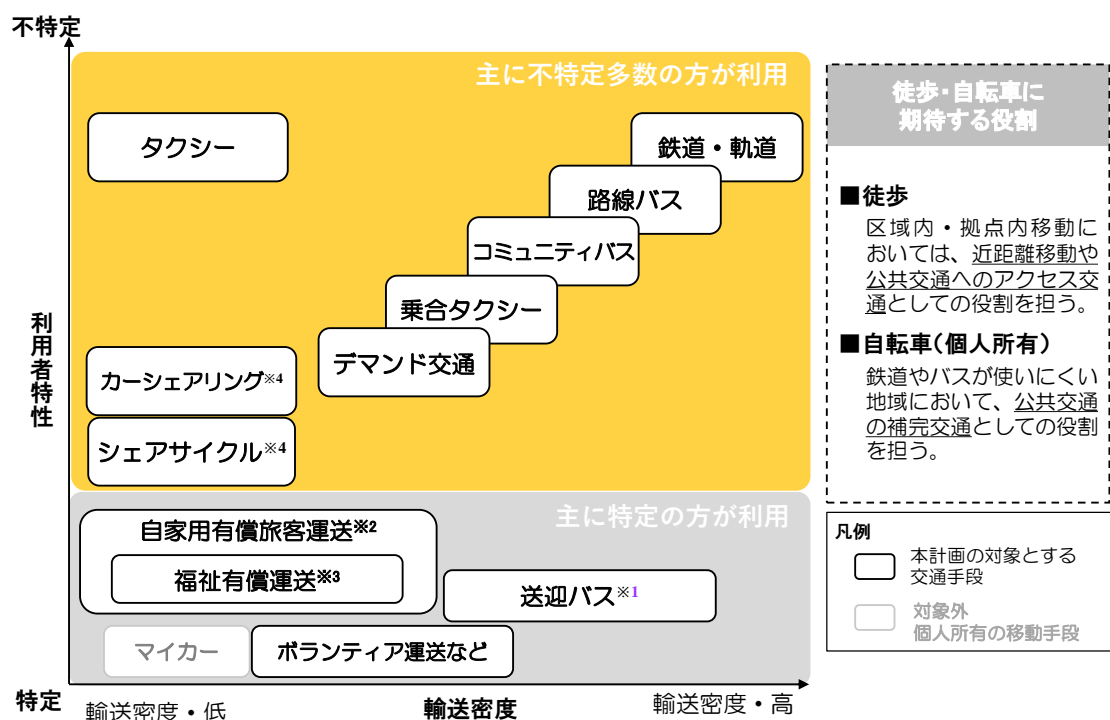 不特定
主に不特定多数の方が利用
タクシー
鉄道・軌道
路線バス
コミュニティバス
乗合タクシー
デマンド交通
カーシェアリング※4
シェアサイクル※4
利用者特性
主に特定の方が利用
自家用有償旅客運送※2
福祉有償運送※3
送迎バス※1
マイカー
ボランティア運送など
特定
輸送密度・低
輸送密度
輸送密度・高
徒歩・自転車に
期待する役割
■徒歩
区域内・拠点内移動に
おいては、近距離移動や
公共交通へのアクセス交
通としての役割を担う。
■自転車(個人所有)
鉄道やバスが使いにくい
地域において、公共交通
の補完交通としての役割
を担う。
凡例
本計画の対象とする
交通手段
対象外
個人所有の移動手段